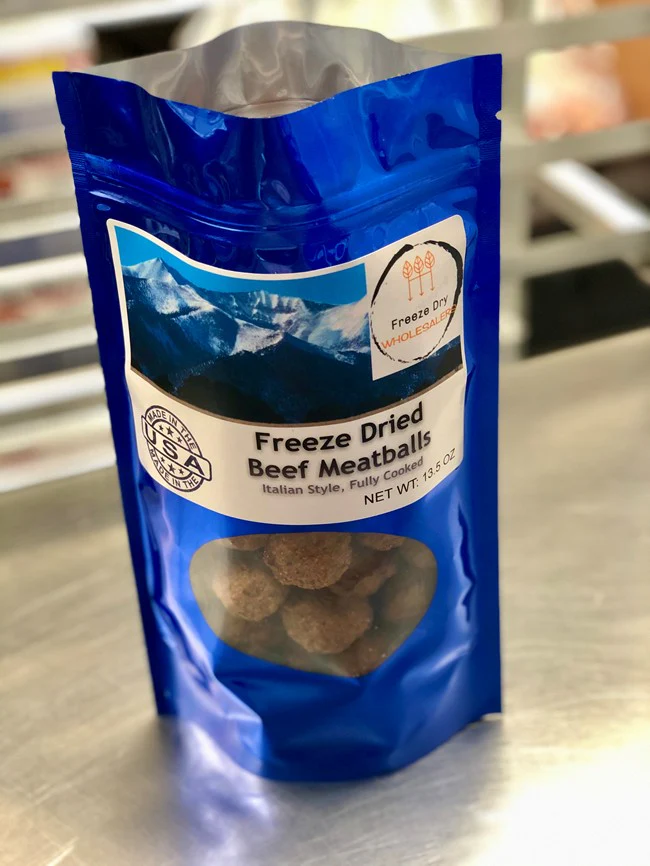 Freeze Dry
WHOLESALERS
MADE IN THE
USA
MADE IN THE
Freeze Dried
Beef Meatballs
Italian Style, Fully Cooked
NET WT: 13.5 OZ